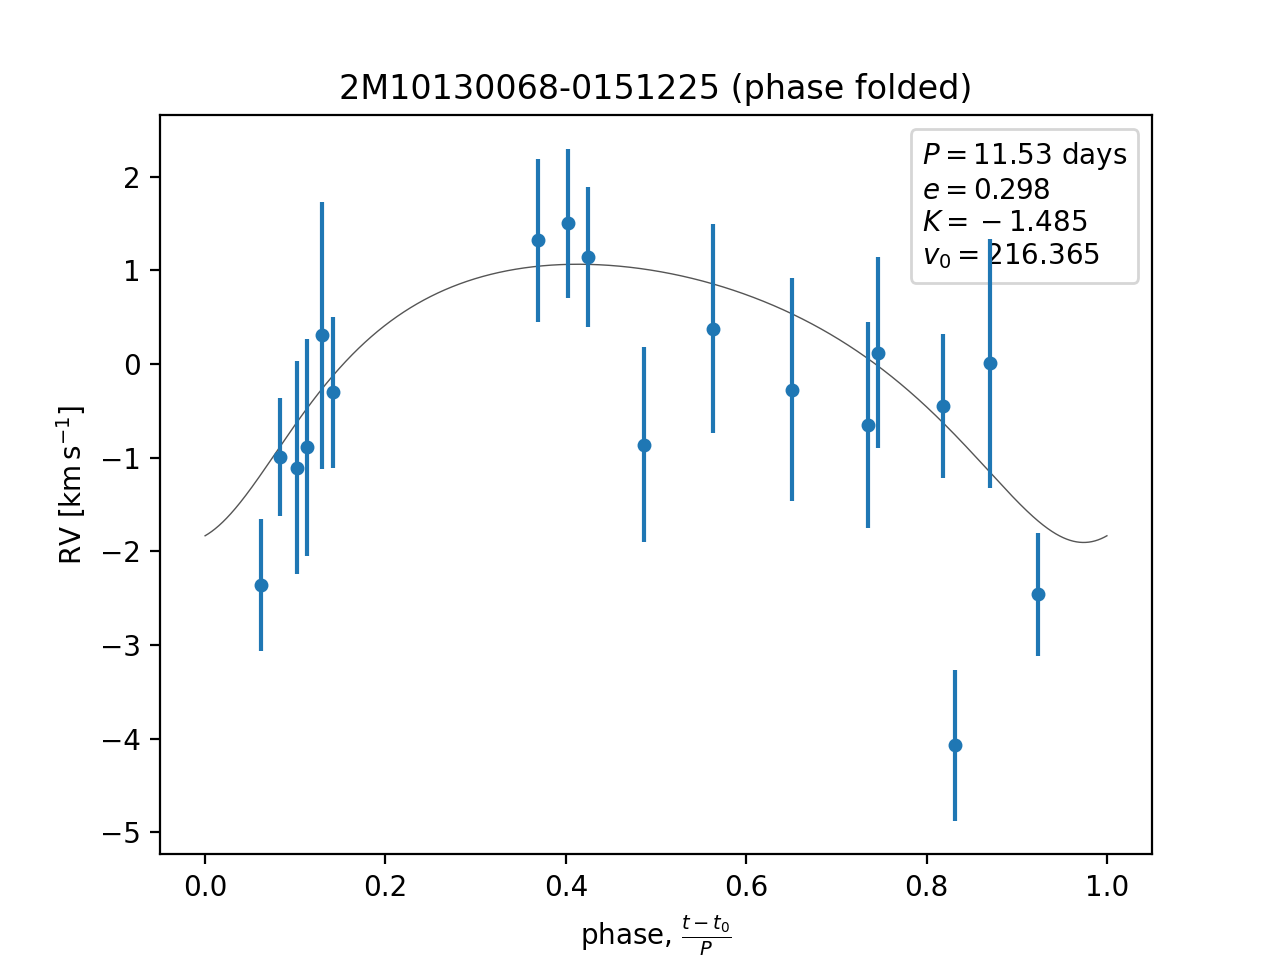 2M10130068-0151225 (phase folded)
P = 11.53 days
e = 0.298
K = −1.485
v₀ = 216.365
RV [km s⁻¹]
2
1
0
−1
−2
−3
−4
−5
0.0 0.2 0.4 0.6 0.8 1.0
phase, (t − t₀)/P